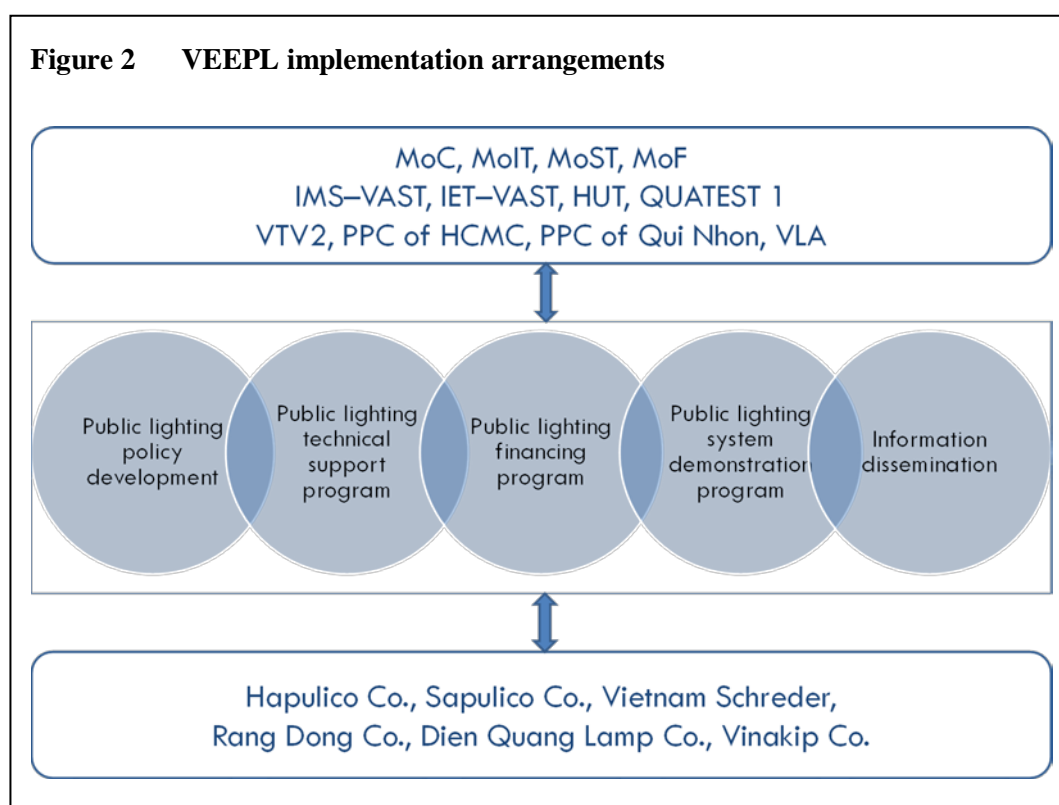 Figure 2 VEEPL implementation arrangements
MoC, MoIT, MoST, MoF
IMS–VAST, IET–VAST, HUT, QUATEST 1
VTV2, PPC of HCMC, PPC of Qui Nhon, VLA
Public lighting
policy
development
Public lighting
technical
support
program
Public lighting
financing
program
Public lighting
system
demonstration
program
Information
dissemination
Hapulico Co., Sapulico Co., Vietnam Schreder,
Rang Dong Co., Dien Quang Lamp Co., Vinakip Co.